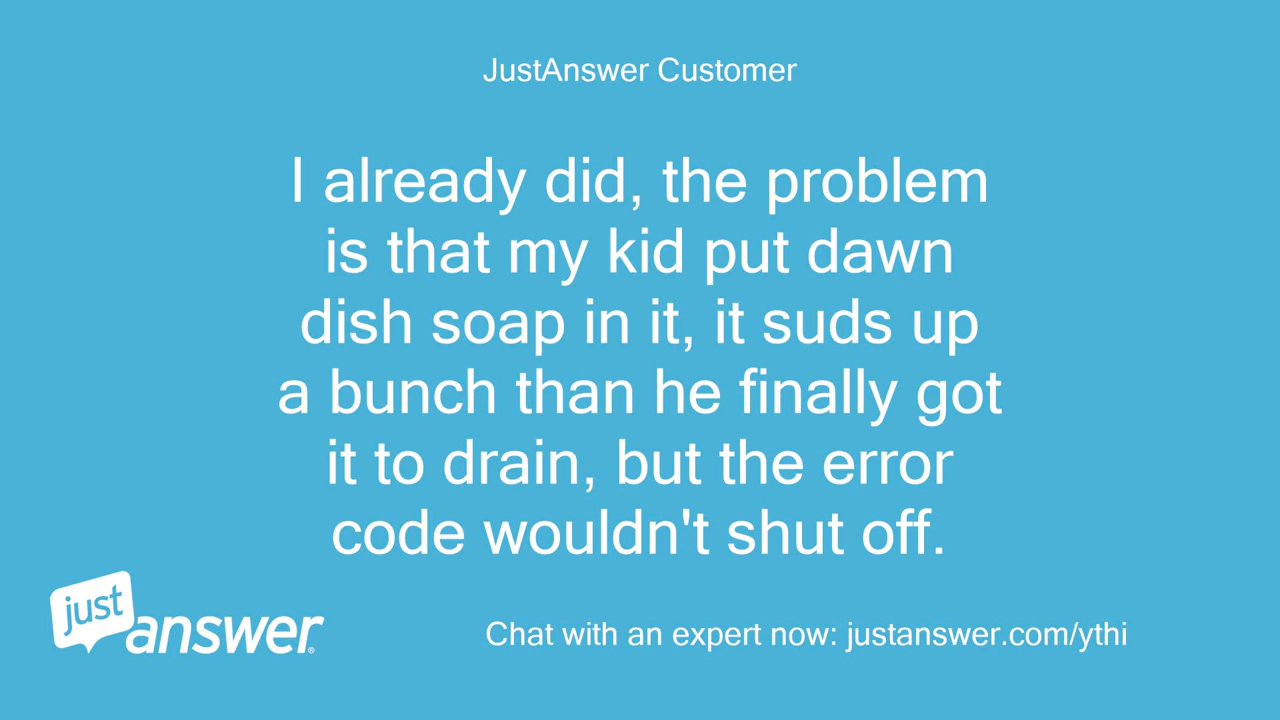 JustAnswer Customer
I already did, the problem
is that my kid put dawn
dish soap in it, it suds up
a bunch than he finally got
it to drain, but the error
code wouldn't shut off.
just
answer®
Chat with an expert now: justanswer.com/ythi